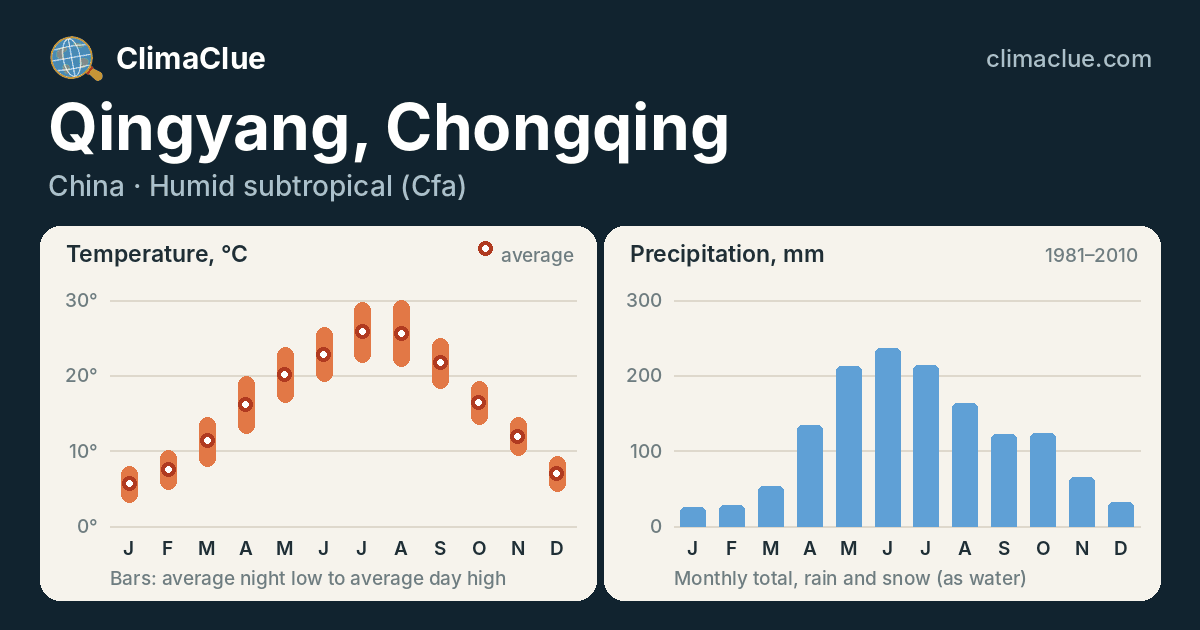 ClimaClue
climaclue.com
Qingyang, Chongqing
China · Humid subtropical (Cfa)
Temperature, °C
average
30°
20°
10°
0°
J F M A M J J A S O N D
Bars: average night low to average day high
Precipitation, mm
1981–2010
300
200
100
0
J F M A M J J A S O N D
Monthly total, rain and snow (as water)